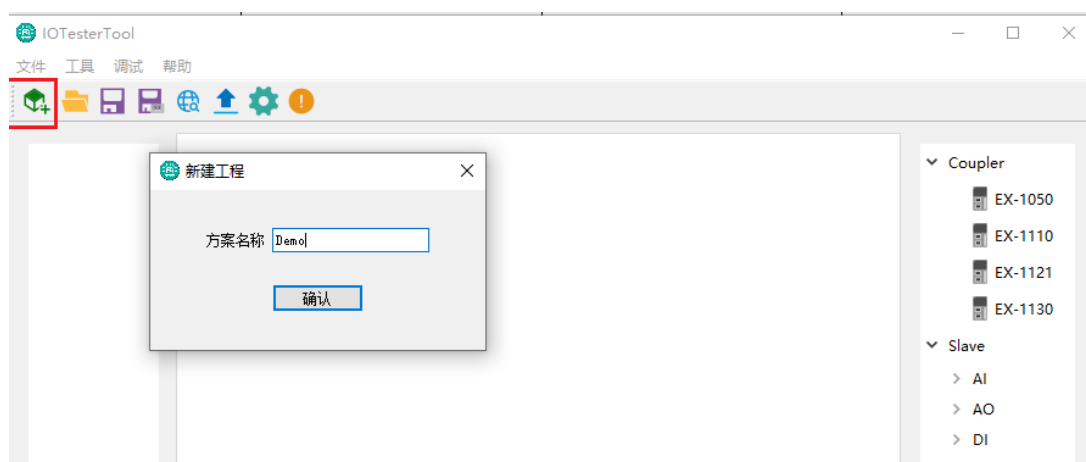 IOTesterTool
文件 工具 调试 帮助
新建工程
方案名称 Demo
确认
Coupler
EX-1050
EX-1110
EX-1121
EX-1130
Slave
AI
AO
DI